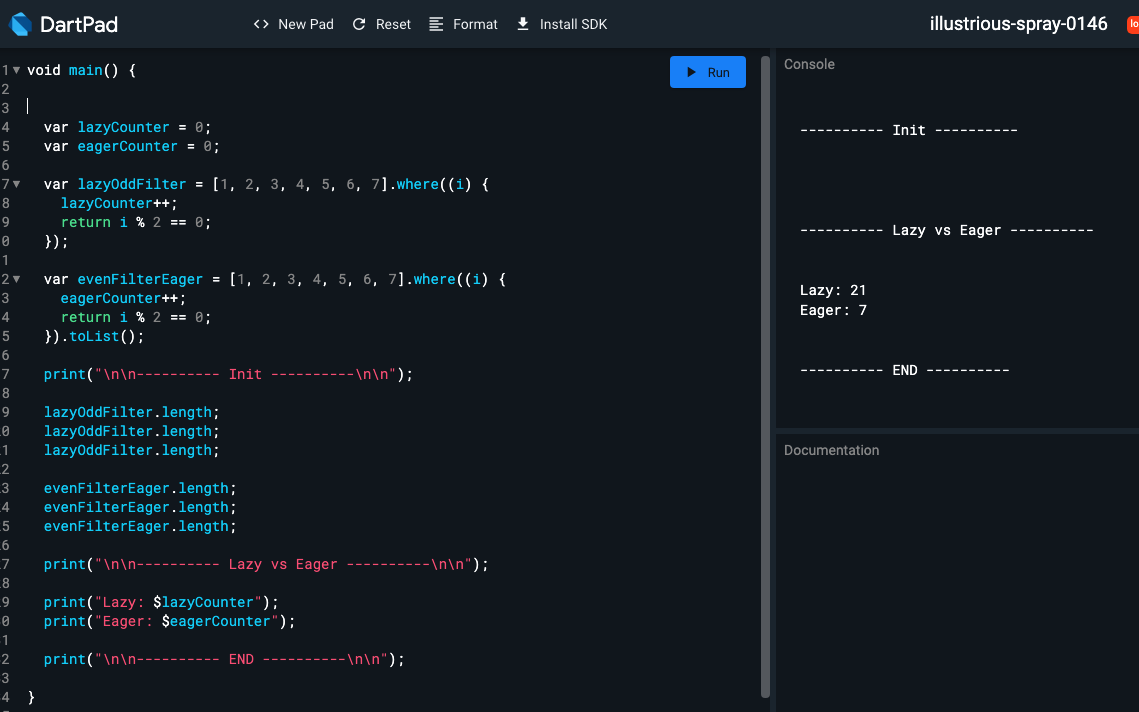 DartPad
<> New Pad
Reset
Format
Install SDK
illustrious-spray-0146
lo
Run
1 void main() {
2
3
4 var lazyCounter = 0;
5 var eagerCounter = 0;
6
7 var lazyOddFilter = [1, 2, 3, 4, 5, 6, 7].where((i) {
8 lazyCounter++;
9 return i % 2 == 0;
0 });
1
2 var evenFilterEager = [1, 2, 3, 4, 5, 6, 7].where((i) {
3 eagerCounter++;
4 return i % 2 == 0;
5 }).toList();
6
7 print("\n\n---------- Init ----------\n\n");
8
9 lazyOddFilter.length;
0 lazyOddFilter.length;
1 lazyOddFilter.length;
2
3 evenFilterEager.length;
4 evenFilterEager.length;
5 evenFilterEager.length;
6
7 print("\n\n---------- Lazy vs Eager ----------\n\n");
8
9 print("Lazy: $lazyCounter");
0 print("Eager: $eagerCounter");
1
2 print("\n\n---------- END ----------\n\n");
3
4 }
Console
---------- Init ----------
---------- Lazy vs Eager ----------
Lazy: 21
Eager: 7
---------- END ----------
Documentation